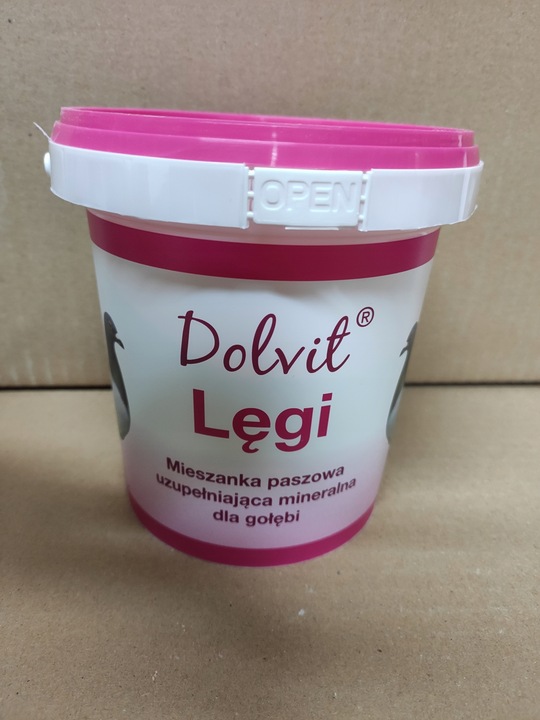 OPEN
Dolvit®
Lęgi
Mieszanka paszowa
uzupełniająca mineralna
dla gołębi